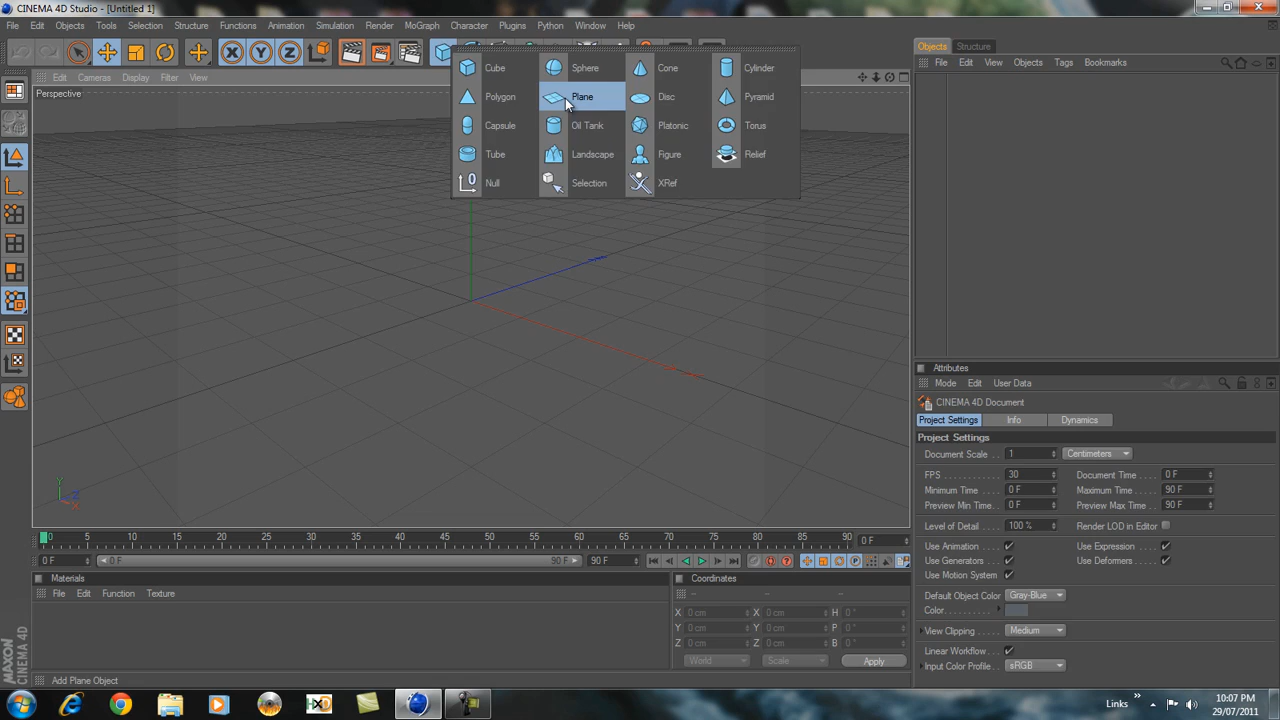 CINEMA 4D Studio - [Untitled 1]
File Edit Objects Tools Selection Structure Functions Animation Simulation Render MoGraph Character Plugins Python Window Help
Edit Cameras Display Filter View
Perspective
Cube Sphere Cone Cylinder
Polygon Plane Disc Pyramid
Capsule Oil Tank Platonic Torus
Tube Landscape Figure Relief
0 Null Selection XRef
X Y Z
Objects Structure
File Edit View Objects Tags Bookmarks
Attributes
Mode Edit User Data
CINEMA 4D Document
Project Settings Info Dynamics
Project Settings
Document Scale . . 1 Centimeters
FPS 30 Document Time 0 F
Minimum Time 0 F Maximum Time 90 F
Preview Min Time 0 F Preview Max Time 90 F
Level of Detail 100 % Render LOD in Editor
Use Animation Use Expression
Use Generators Use Deformers
Use Motion System
Default Object Color Gray-Blue
Color
View Clipping Medium
Linear Workflow
Input Color Profile sRGB
Y Z X
0 5 10 15 20 25 30 35 40 45 50 55 60 65 70 75 80 85 90 0 F
0 F 0 F 90 F 90 F
Materials
File Edit Function Texture
Coordinates
-- -- --
X 0 cm X 0 cm H 0 °
Y 0 cm Y 0 cm P 0 °
Z 0 cm Z 0 cm B 0 °
World Scale Apply
MAXON
CINEMA 4D
Add Plane Object
HXD
Links
10:07 PM
29/07/2011